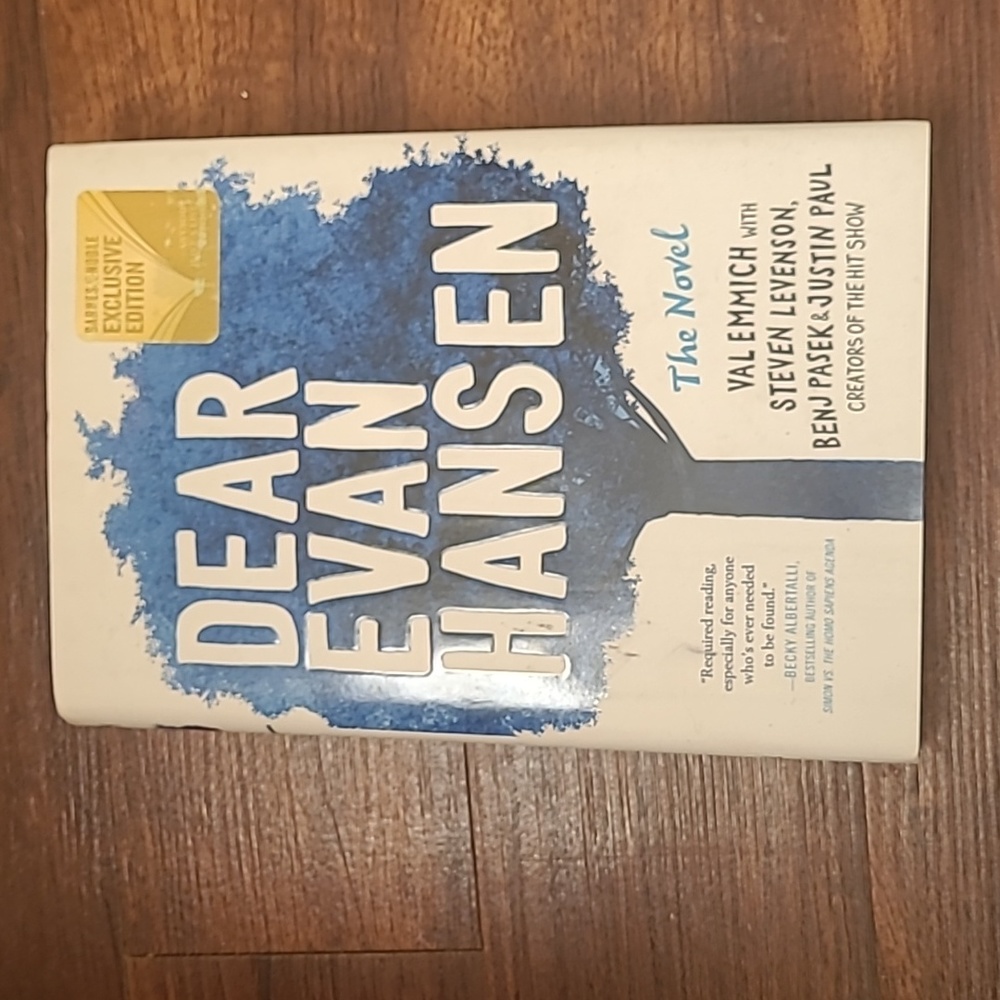 BARNES & NOBLE
EXCLUSIVE
EDITION
DEAR
EVAN
HANSEN
The Novel
VAL EMMICH WITH
STEVEN LEVENSON,
BENJ PASEK & JUSTIN PAUL
CREATORS OF THE HIT SHOW
"Required reading,
especially for anyone
who's ever needed
to be found."
—BECKY ALBERTALLI,
BESTSELLING AUTHOR OF
SIMON VS. THE HOMO SAPIENS AGENDA